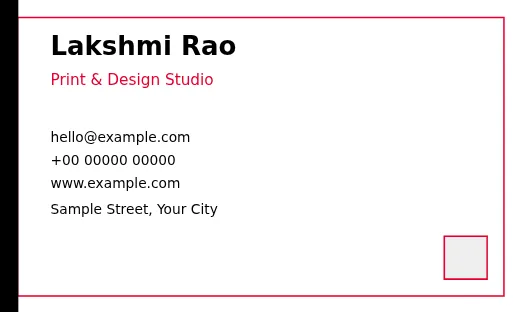 Lakshmi Rao
Print & Design Studio
hello@example.com
+00 00000 00000
www.example.com
Sample Street, Your City